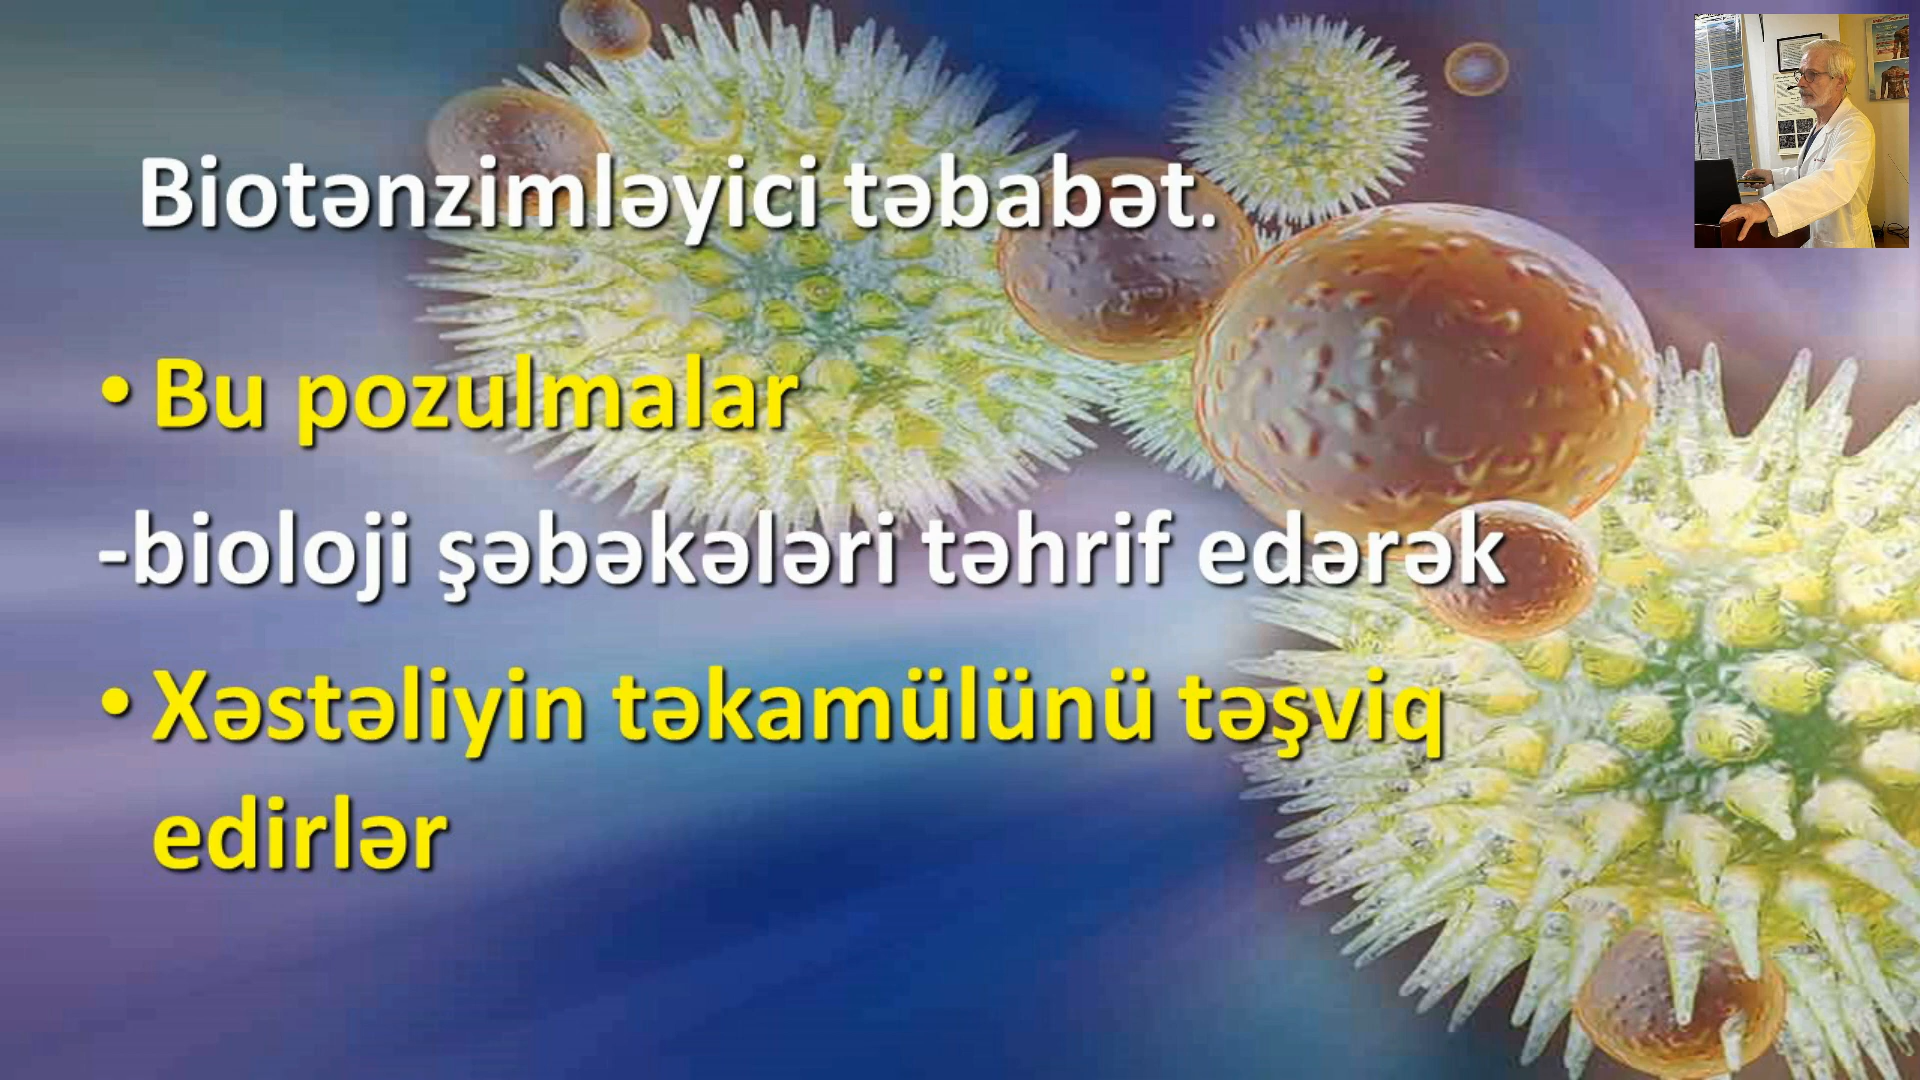 Biotənzimləyici təbabət.
• Bu pozulmalar
-bioloji şəbəkələri təhrif edərək
• Xəstəliyin təkamülünü təşviq
edirlər